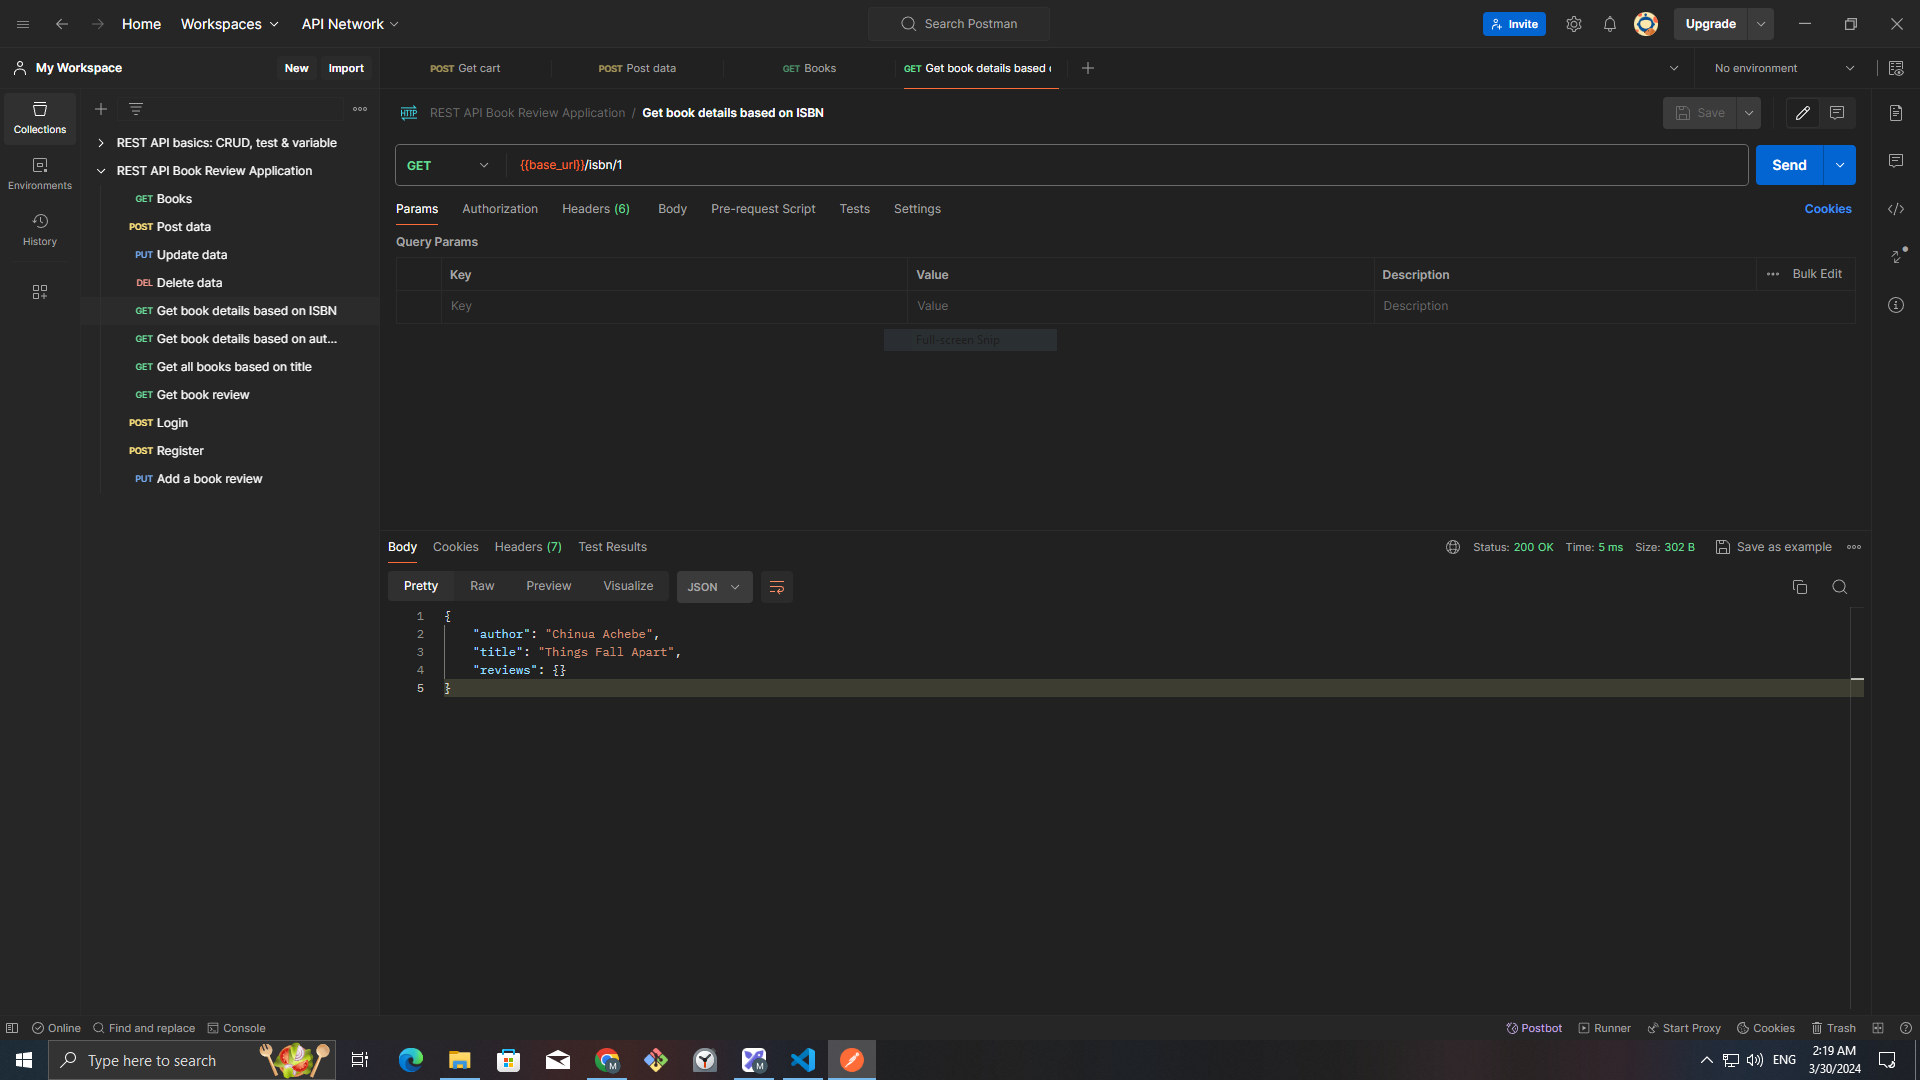 Home Workspaces API Network Search Postman Invite Upgrade
My Workspace New Import POST Get cart POST Post data GET Books GET Get book details based No environment
Collections
Environments
History
REST API basics: CRUD, test & variable
REST API Book Review Application
GET Books
POST Post data
PUT Update data
DEL Delete data
GET Get book details based on ISBN
GET Get book details based on aut...
GET Get all books based on title
GET Get book review
POST Login
POST Register
PUT Add a book review
HTTP REST API Book Review Application / Get book details based on ISBN Save
GET {{base_url}}/isbn/1 Send
Params Authorization Headers (6) Body Pre-request Script Tests Settings Cookies
Query Params
Key Value Description Bulk Edit
Key Value Description
Full-screen Snip
Body Cookies Headers (7) Test Results Status: 200 OK Time: 5 ms Size: 302 B Save as example
Pretty Raw Preview Visualize JSON
1 {
2 "author": "Chinua Achebe",
3 "title": "Things Fall Apart",
4 "reviews": {}
5 }
Online Find and replace Console Postbot Runner Start Proxy Cookies Trash
Type here to search M M ENG 2:19 AM
3/30/2024